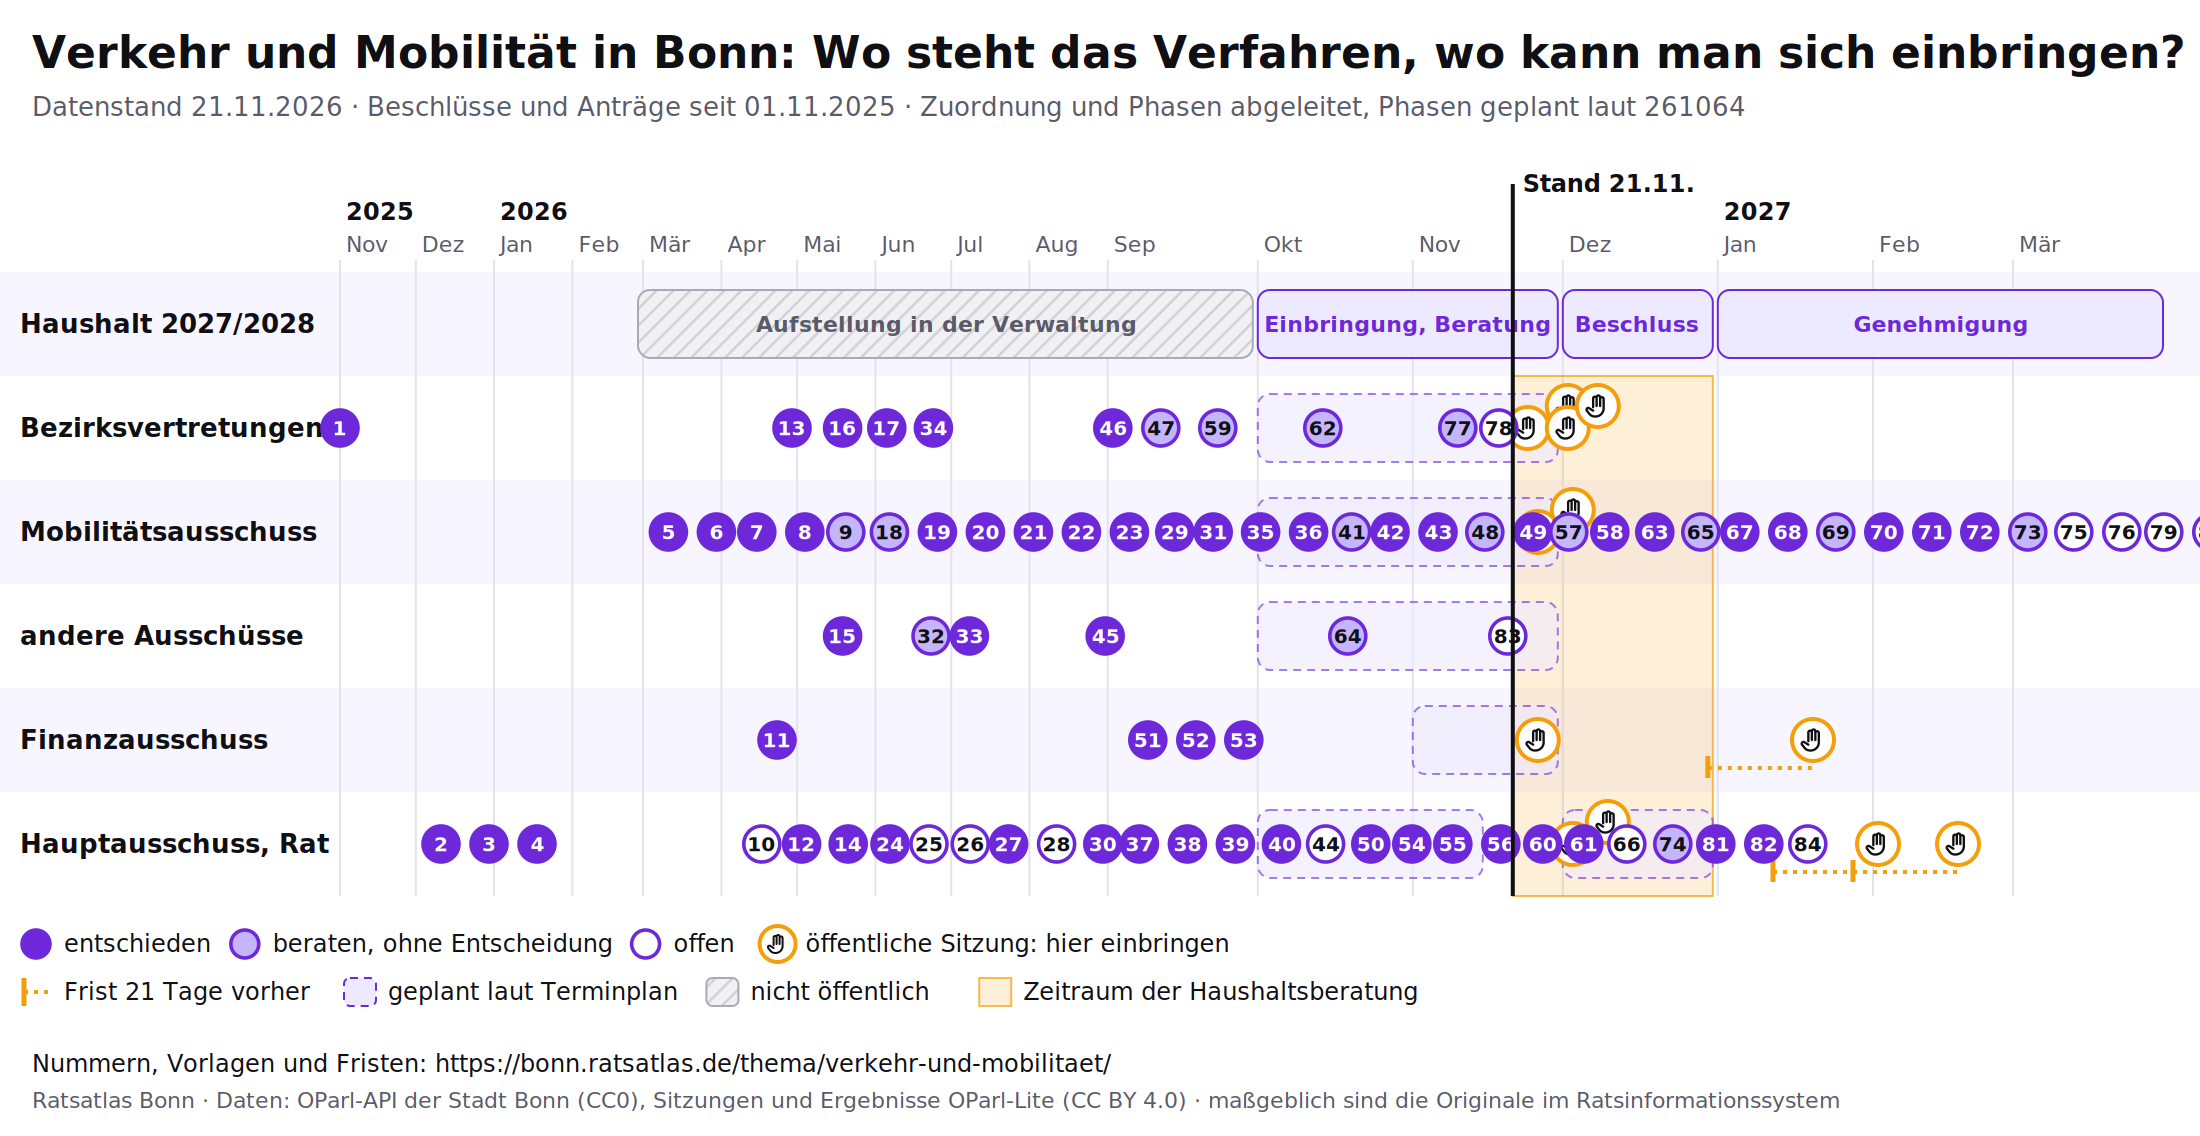 Verkehr und Mobilität in Bonn: Wo steht das Verfahren, wo kann man sich einbringen?
Datenstand 21.11.2026 · Beschlüsse und Anträge seit 01.11.2025 · Zuordnung und Phasen abgeleitet, Phasen geplant laut 261064
Stand 21.11.
2025 2026 2027
Nov Dez Jan Feb Mär Apr Mai Jun Jul Aug Sep Okt Nov Dez Jan Feb Mär
Haushalt 2027/2028 Aufstellung in der Verwaltung Einbringung, Beratung Beschluss Genehmigung
Bezirksvertretungen 1 13 16 17 34 46 47 59 62 77 78
Mobilitätsausschuss 5 6 7 8 9 18 19 20 21 22 23 29 31 35 36 41 42 43 48 49 57 58 63 65 67 68 69 70 71 72 73 75 76 79
andere Ausschüsse 15 32 33 45 64 83
Finanzausschuss 11 51 52 53
Hauptausschuss, Rat 2 3 4 10 12 14 24 25 26 27 28 30 37 38 39 40 44 50 54 55 56 60 61 66 74 81 82 84
entschieden beraten, ohne Entscheidung offen öffentliche Sitzung: hier einbringen
Frist 21 Tage vorher geplant laut Terminplan nicht öffentlich Zeitraum der Haushaltsberatung
Nummern, Vorlagen und Fristen: https://bonn.ratsatlas.de/thema/verkehr-und-mobilitaet/
Ratsatlas Bonn · Daten: OParl-API der Stadt Bonn (CC0), Sitzungen und Ergebnisse OParl-Lite (CC BY 4.0) · maßgeblich sind die Originale im Ratsinformationssystem